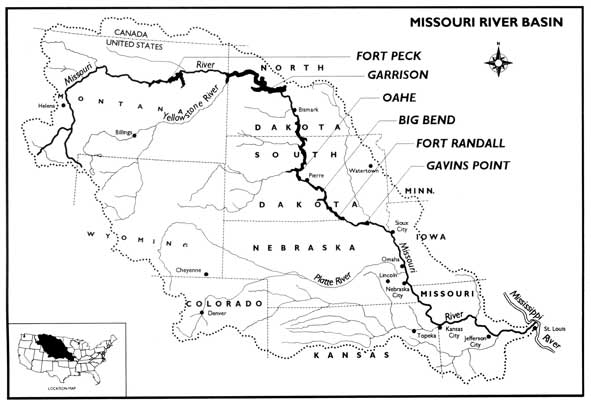 MISSOURI RIVER BASIN
CANADA
UNITED STATES
N
FORT PECK
GARRISON
OAHE
BIG BEND
FORT RANDALL
GAVINS POINT
Missouri
River
NORTH
Helena
MONTANA
Yellowstone River
Bismark
Billings
DAKOTA
SOUTH
Watertown
Pierre
MINN.
DAKOTA
Sioux
City
IOWA
WYOMING
NEBRASKA
Missouri
Omaha
Cheyenne
Platte River
Lincoln
Nebraska
City
MISSOURI
Mississippi
River
COLORADO
Denver
River
St. Louis
Topeka
Kansas
City
Jefferson
City
KANSAS
LOCATION MAP